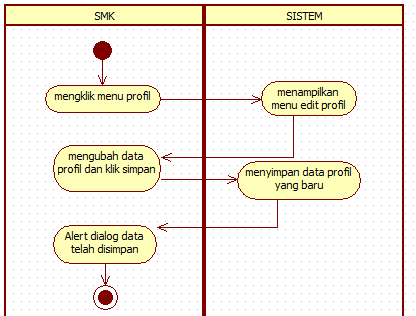 SMK
SISTEM
mengklik menu profil
menampilkan
menu edit profil
mengubah data
profil dan klik simpan
menyimpan data profil
yang baru
Alert dialog data
telah disimpan